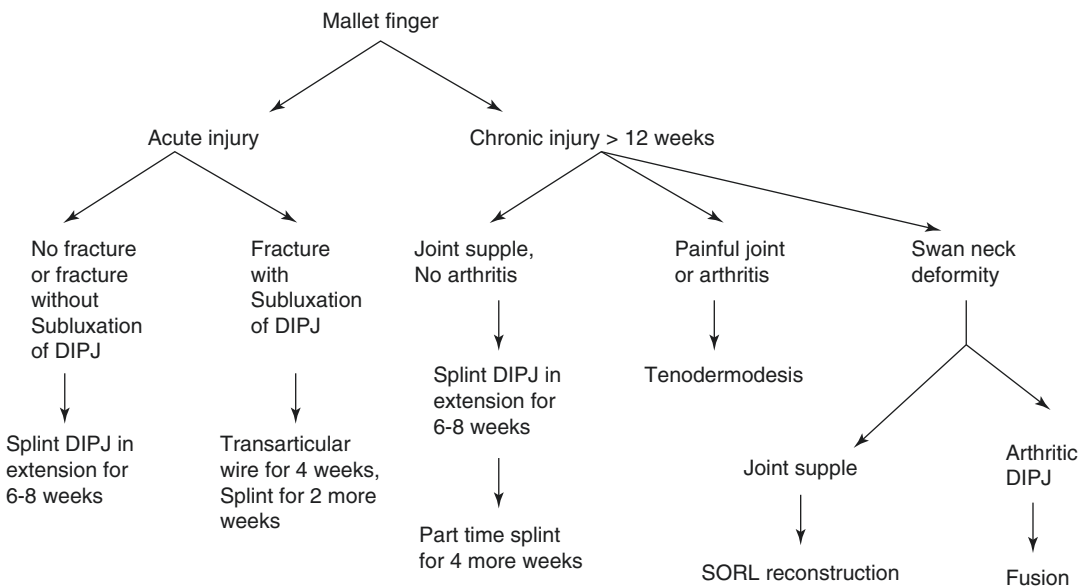 Mallet finger
Acute injury
Chronic injury > 12 weeks
No fracture
or fracture
without
Subluxation
of DIPJ
Fracture
with
Subluxation
of DIPJ
Joint supple,
No arthritis
Painful joint
or arthritis
Swan neck
deformity
Splint DIPJ in
extension for
6-8 weeks
Transarticular
wire for 4 weeks,
Splint for 2 more
weeks
Splint DIPJ in
extension for
6-8 weeks
Tenodermodesis
Part time splint
for 4 more weeks
Joint supple
Arthritic
DIPJ
SORL reconstruction
Fusion